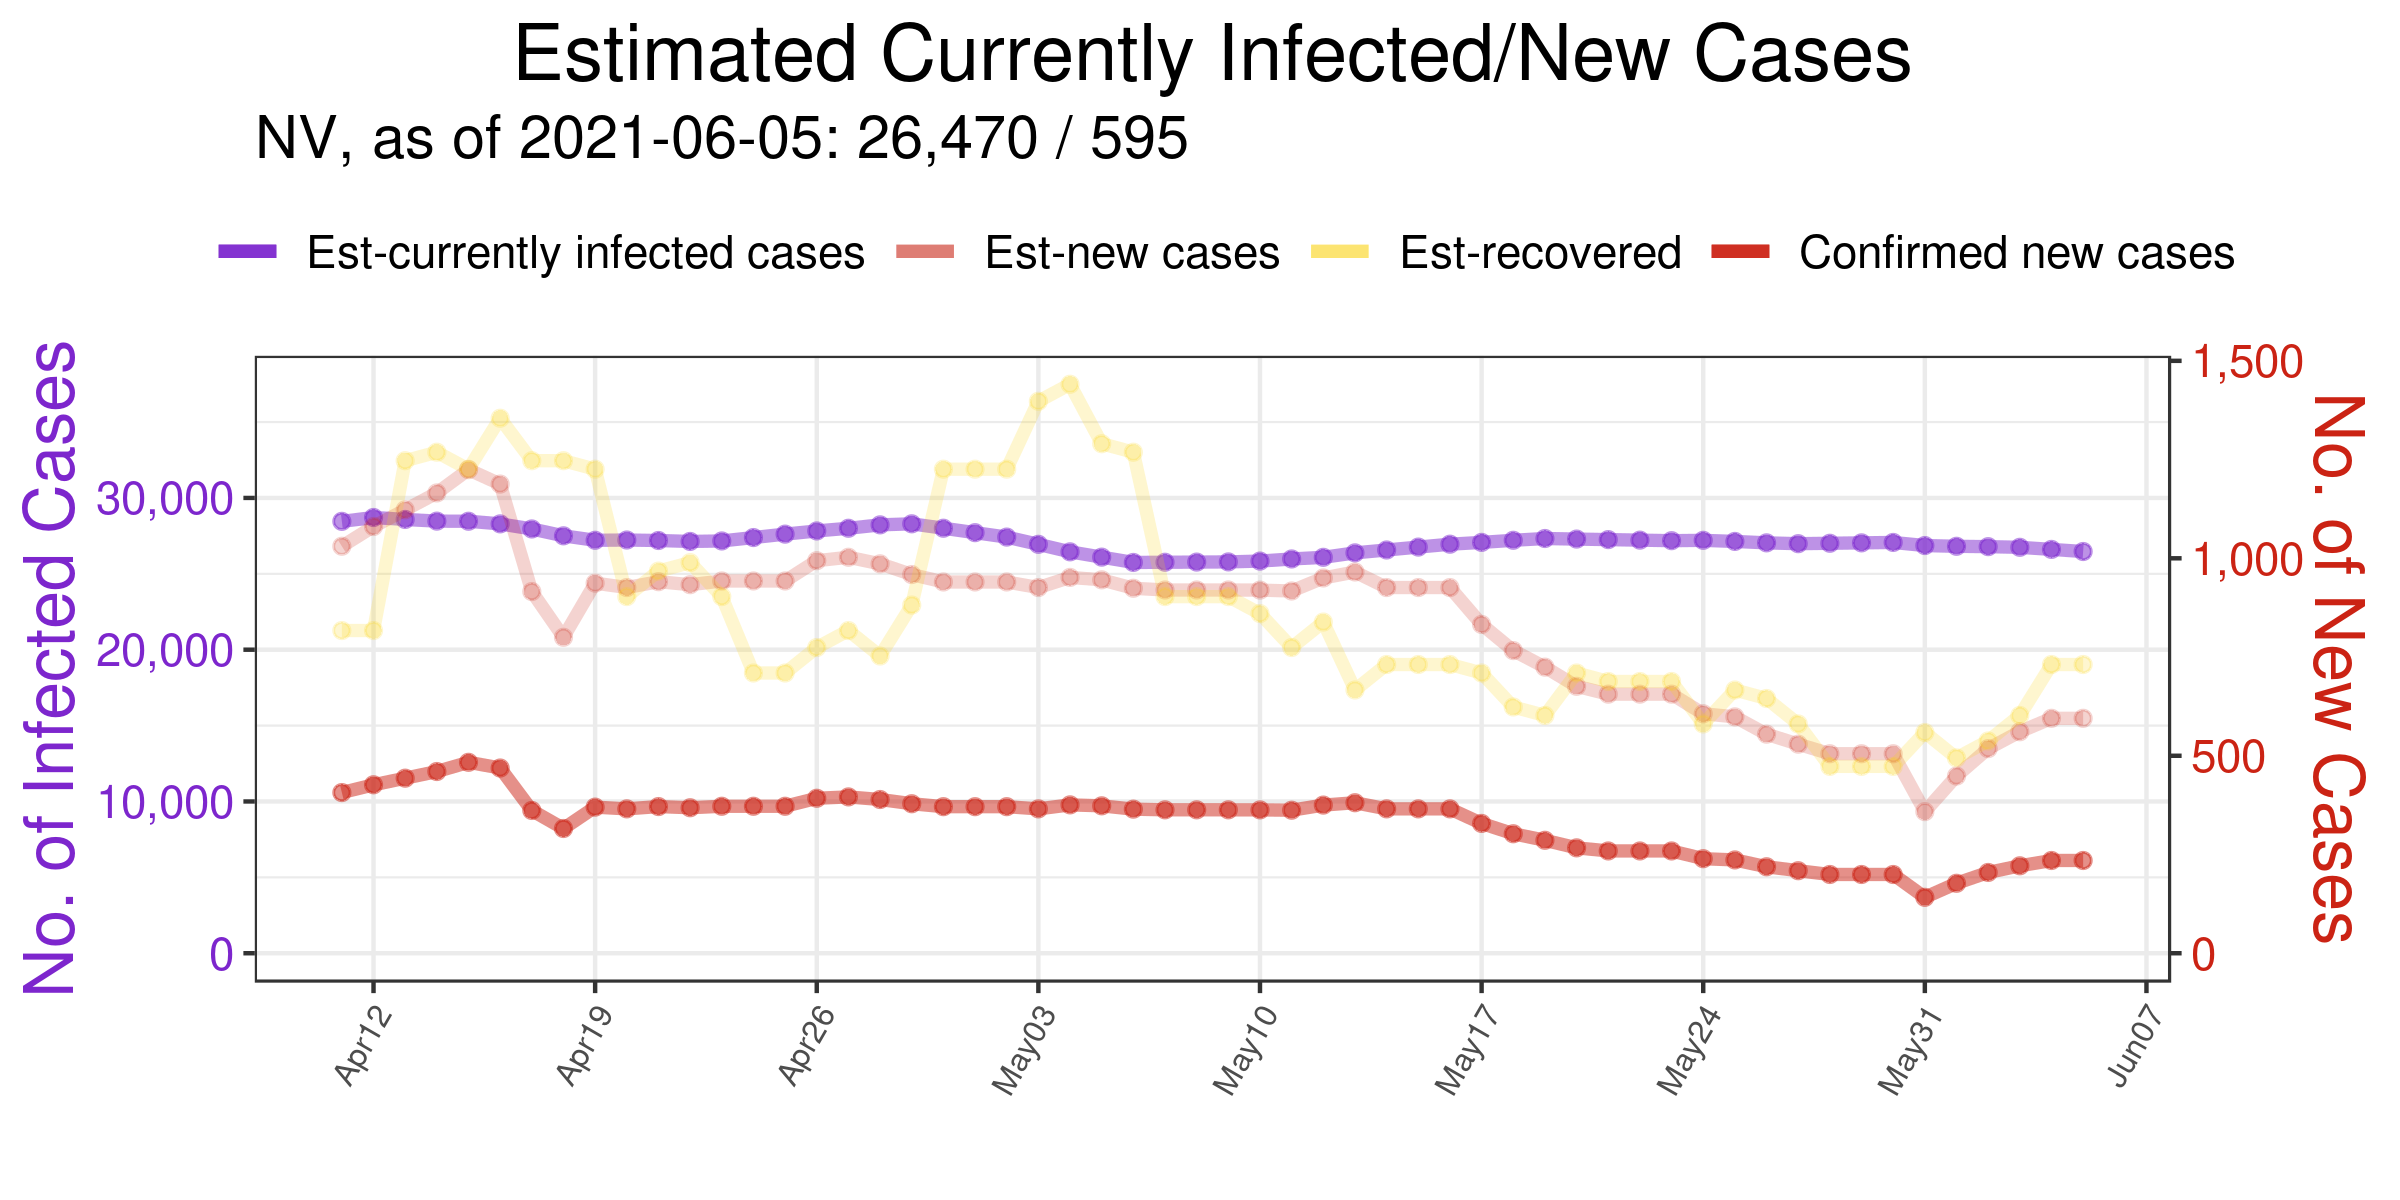 Estimated Currently Infected/New Cases
NV, as of 2021-06-05: 26,470 / 595
Est-currently infected cases Est-new cases Est-recovered Confirmed new cases
No. of Infected Cases
30,000
20,000
10,000
0
1,500
1,000
500
0
No. of New Cases
Apr12 Apr19 Apr26 May03 May10 May17 May24 May31 Jun07